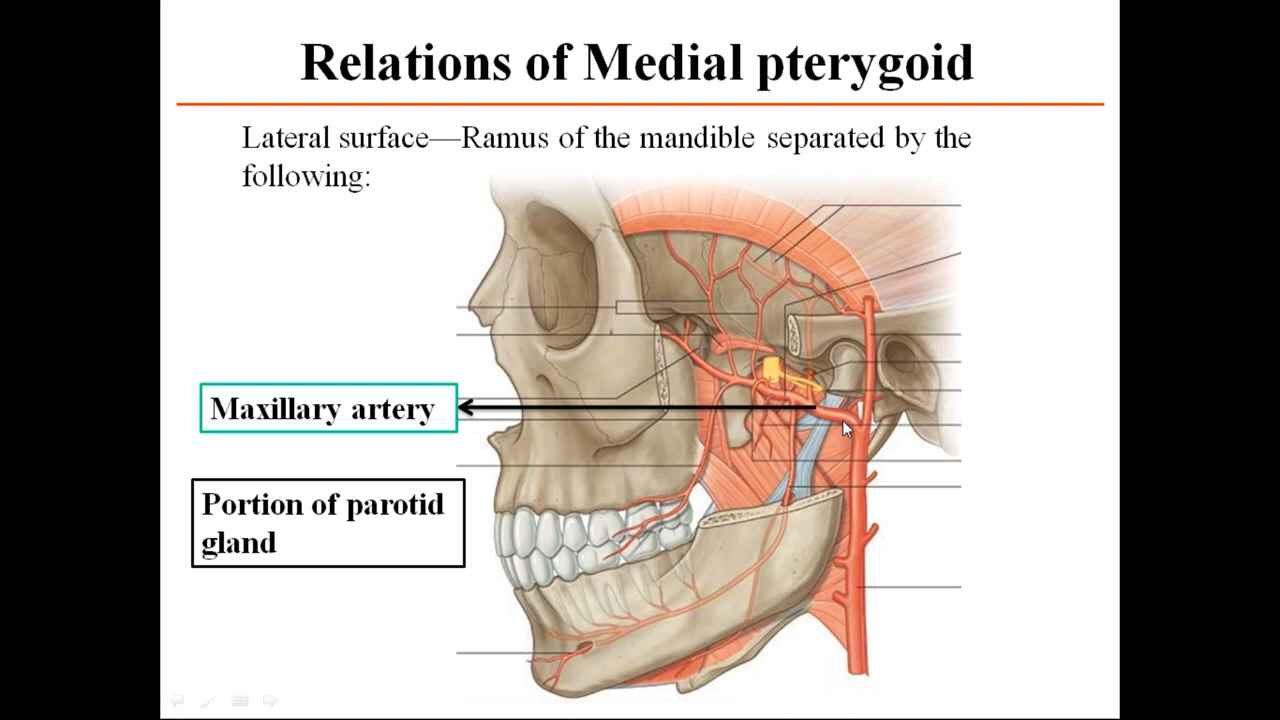 Relations of Medial pterygoid
Lateral surface—Ramus of the mandible separated by the
following:
Maxillary artery
Portion of parotid
gland